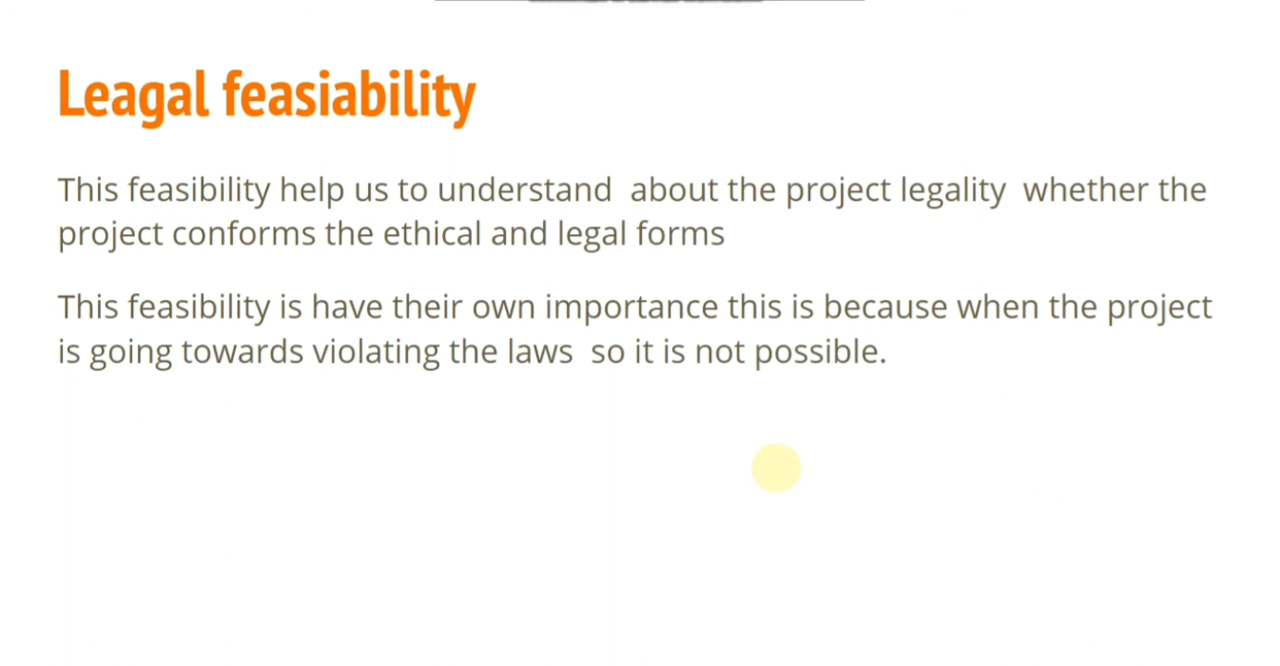 Leagal feasiability
This feasibility help us to understand  about the project legality  whether the
project conforms the ethical and legal forms
This feasibility is have their own importance this is because when the project
is going towards violating the laws  so it is not possible.